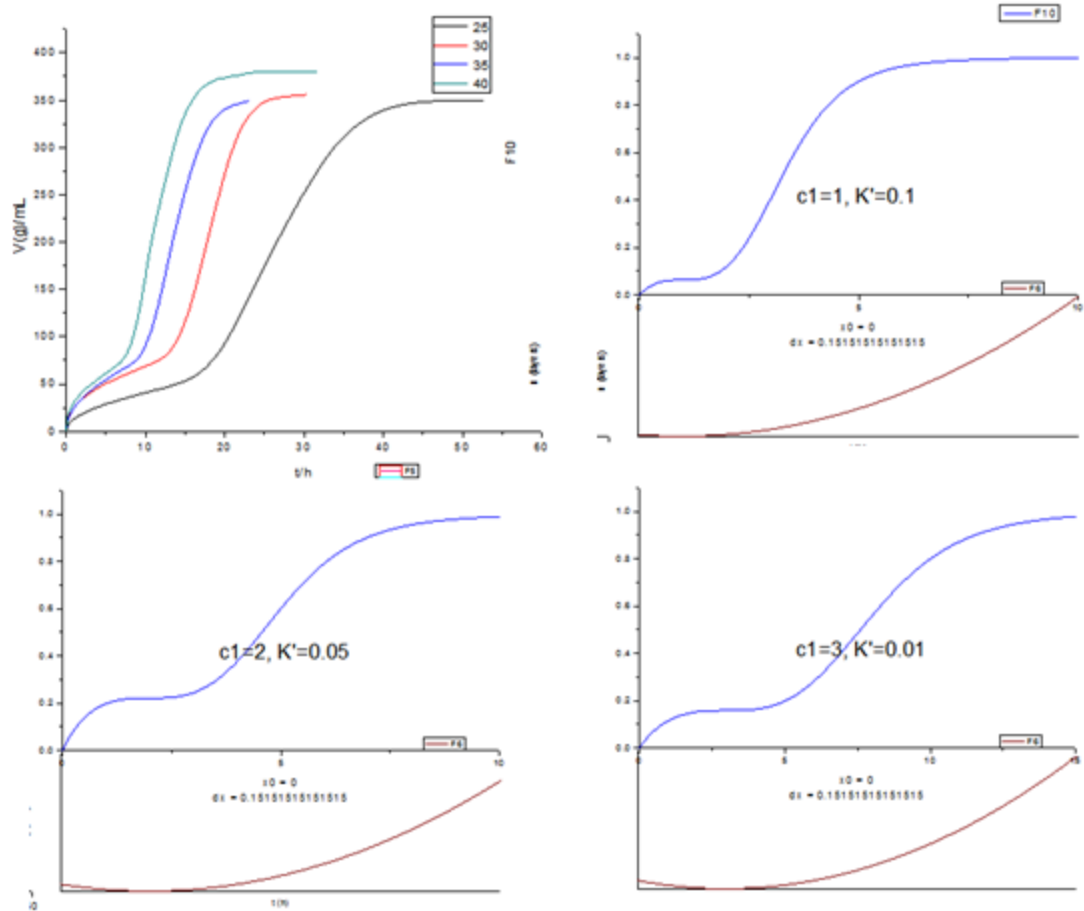 25
30
35
40
400
350
300
250
200
150
100
50
0
V(g)/mL
0 10 20 30 40 50 60
t/h
F10
F10
1.0
0.8
0.6
0.4
0.2
0.0
c1=1, K'=0.1
0 5 10
F6
x0 = 0
dx = 0.15151515151515
1.0
0.8
0.6
0.4
0.2
0.0
c1=2, K'=0.05
0 5 10
F6
x0 = 0
dx = 0.15151515151515
t (h)
1.0
0.8
0.6
0.4
0.2
0.0
c1=3, K'=0.01
0 5 10 15
F6
x0 = 0
dx = 0.15151515151515